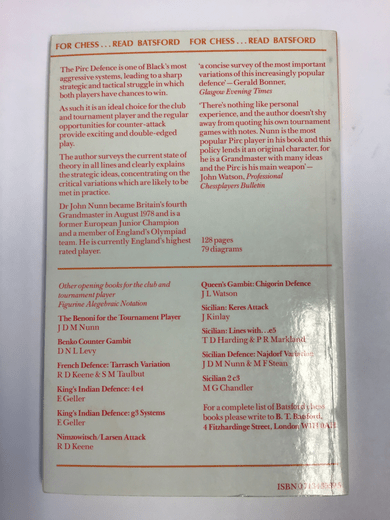 FOR CHESS . . . READ BATSFORD FOR CHESS . . . READ BATSFORD
The Pirc Defence is one of Black's most
aggressive systems, leading to a sharp
strategic and tactical struggle in which
both players have chances to win.
As such it is an ideal choice for the club
and tournament player and the regular
opportunities for counter-attack
provide exciting and double-edged
play.
The author surveys the current state of
theory in all lines and clearly explains
the strategic ideas, concentrating on the
critical variations which are likely to be
met in practice.
Dr John Nunn became Britain's fourth
Grandmaster in August 1978 and is a
former European Junior Champion
and a member of England's Olympiad
team. He is currently England's highest
rated player.
'a concise survey of the most important
variations of this increasingly popular
defence' — Gerald Bonner,
Glasgow Evening Times
'There's nothing like personal
experience, and the author doesn't shy
away from quoting his own tournament
games with notes. Nunn is the most
popular Pirc player in his book and this
policy lends it an original character, for
he is a Grandmaster with many ideas
and the Pirc is his main weapon' —
John Watson, Professional
Chessplayers Bulletin
128 pages
79 diagrams
Other opening books for the club and
tournament player
Figurine Alegebraic Notation
The Benoni for the Tournament Player
J D M Nunn
Benko Counter Gambit
D N L Levy
French Defence: Tarrasch Variation
R D Keene & S M Taulbut
King's Indian Defence: 4 e4
E Geller
King's Indian Defence: g3 Systems
E Geller
Nimzowitsch/Larsen Attack
R D Keene
Queen's Gambit: Chigorin Defence
J L Watson
Sicilian: Keres Attack
J Kinlay
Sicilian: Lines with . . . e5
T D Harding & P R Markland
Sicilian Defence: Najdorf Variation
J D M Nunn & M F Stean
Sicilian 2 c3
M G Chandler
For a complete list of Batsford chess
books please write to B. T. Batsford,
4 Fitzhardinge Street, London W1H 0AH
ISBN